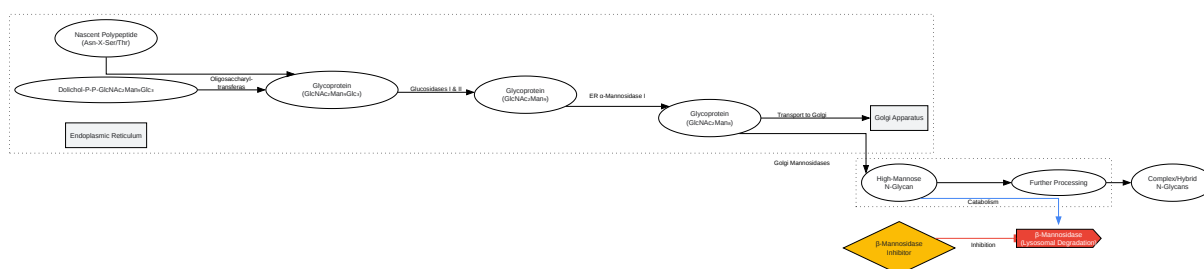 Nascent Polypeptide
(Asn-X-Ser/Thr)
Oligosaccharyl-
transferas
Dolichol-P-P-GlcNAc₂Man₉Glc₃
Glycoprotein
(GlcNAc₂Man₉Glc₃)
Glucosidases I & II
Glycoprotein
(GlcNAc₂Man₉)
ER α-Mannosidase I
Glycoprotein
(GlcNAc₂Man₈)
Transport to Golgi
Golgi Apparatus
Endoplasmic Reticulum
Golgi Mannosidases
High-Mannose
N-Glycan
Further Processing
Complex/Hybrid
N-Glycans
Catabolism
β-Mannosidase
Inhibitor
Inhibition
β-Mannosidase
(Lysosomal Degradation)